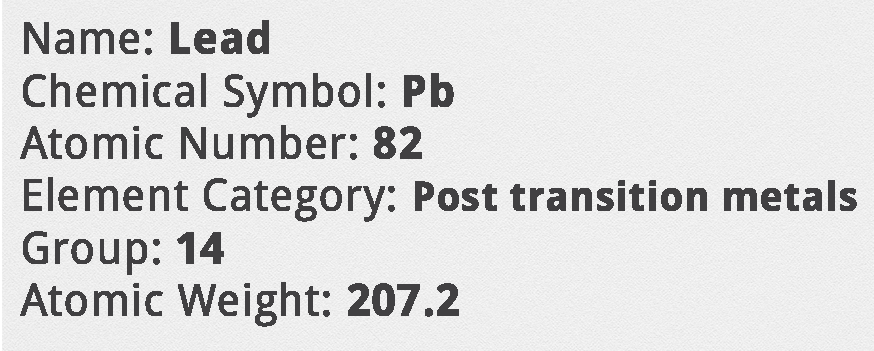 Name: Lead
Chemical Symbol: Pb
Atomic Number: 82
Element Category: Post transition metals
Group: 14
Atomic Weight: 207.2